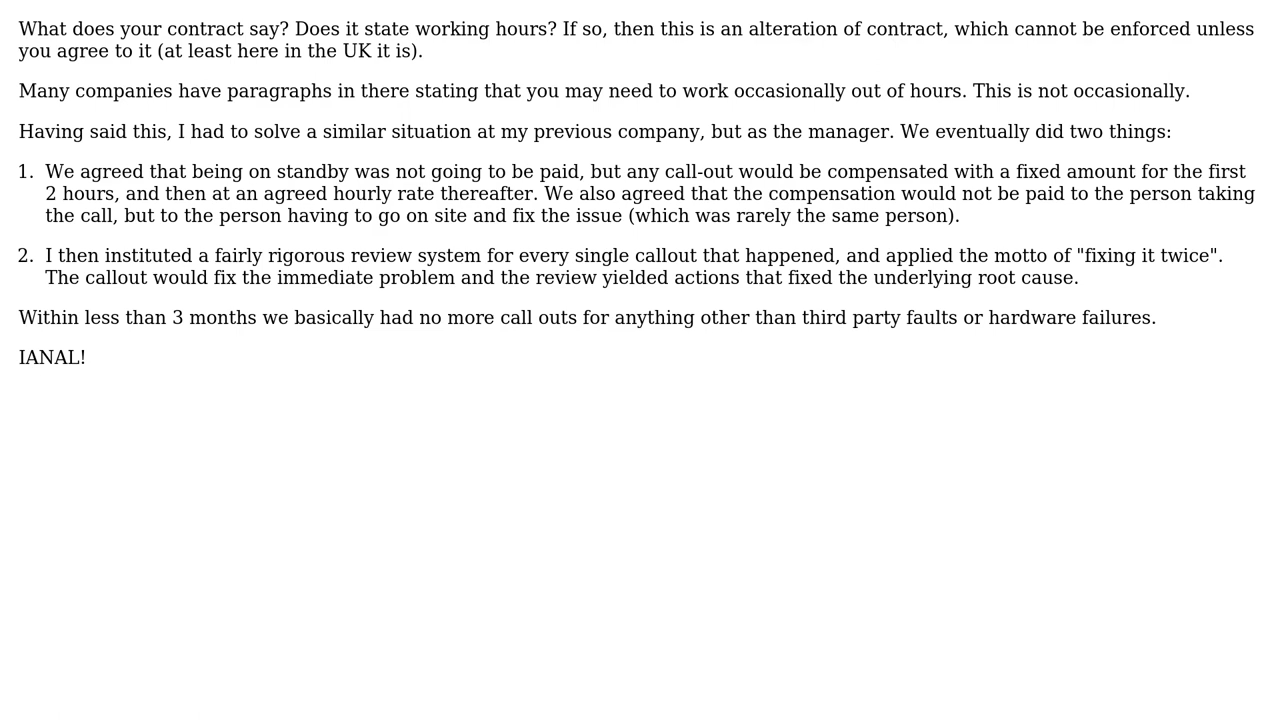 What does your contract say? Does it state working hours? If so, then this is an alteration of contract, which cannot be enforced unless
you agree to it (at least here in the UK it is).
Many companies have paragraphs in there stating that you may need to work occasionally out of hours. This is not occasionally.
Having said this, I had to solve a similar situation at my previous company, but as the manager. We eventually did two things:
1. We agreed that being on standby was not going to be paid, but any call-out would be compensated with a fixed amount for the first
2 hours, and then at an agreed hourly rate thereafter. We also agreed that the compensation would not be paid to the person taking
the call, but to the person having to go on site and fix the issue (which was rarely the same person).
2. I then instituted a fairly rigorous review system for every single callout that happened, and applied the motto of "fixing it twice".
The callout would fix the immediate problem and the review yielded actions that fixed the underlying root cause.
Within less than 3 months we basically had no more call outs for anything other than third party faults or hardware failures.
IANAL!